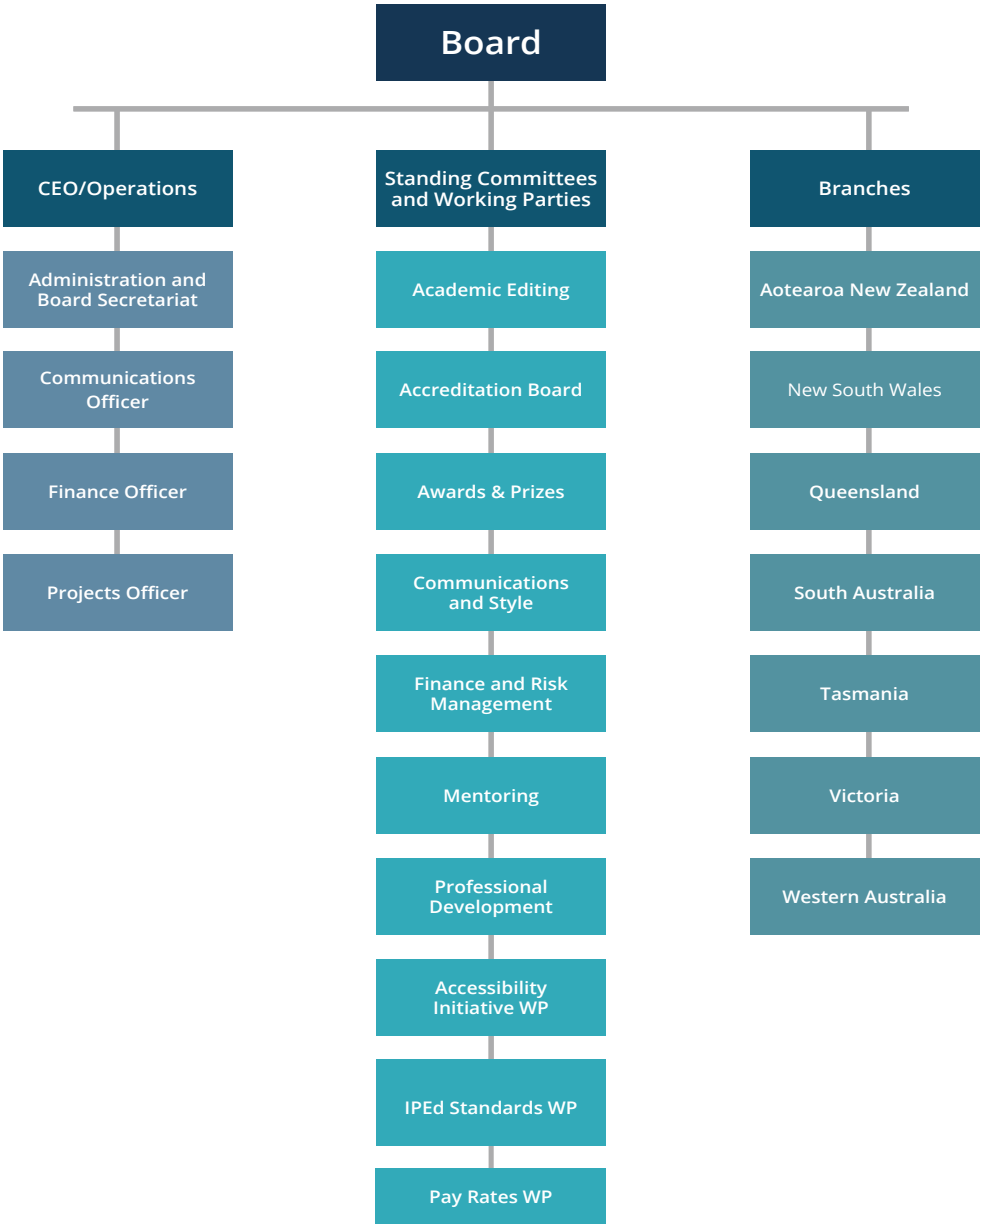 Board
CEO/Operations
Administration and
Board Secretariat
Communications
Officer
Finance Officer
Projects Officer
Standing Committees
and Working Parties
Academic Editing
Accreditation Board
Awards & Prizes
Communications
and Style
Finance and Risk
Management
Mentoring
Professional
Development
Accessibility
Initiative WP
IPEd Standards WP
Pay Rates WP
Branches
Aotearoa New Zealand
New South Wales
Queensland
South Australia
Tasmania
Victoria
Western Australia